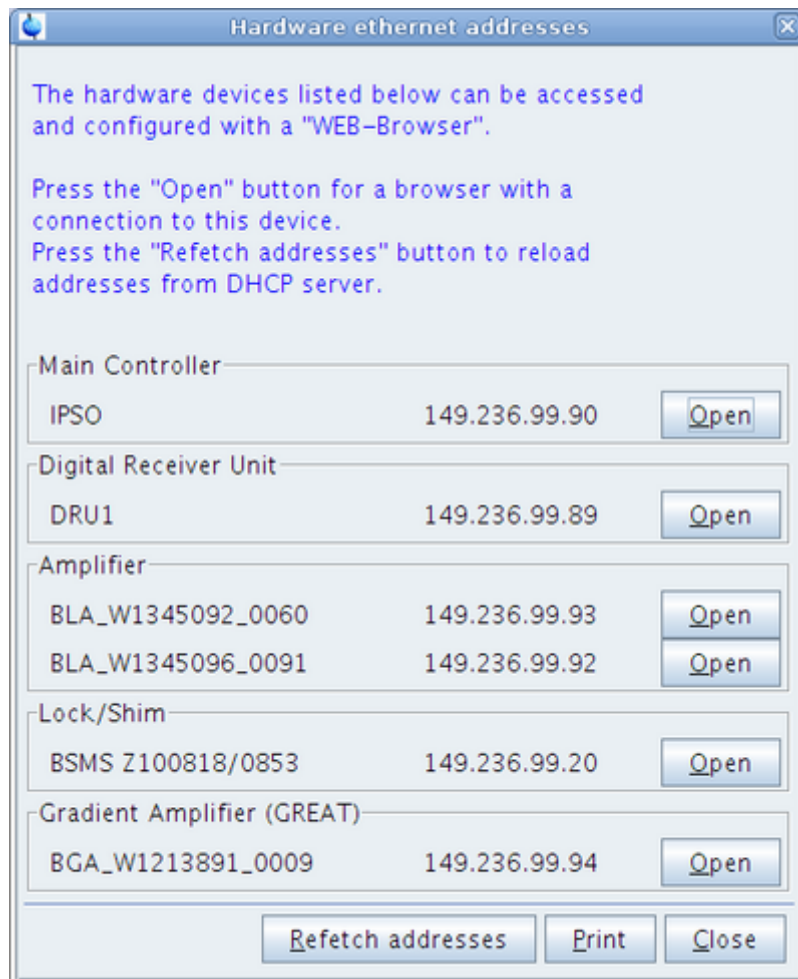 Hardware ethernet addresses
The hardware devices listed below can be accessed
and configured with a "WEB-Browser".
Press the "Open" button for a browser with a
connection to this device.
Press the "Refetch addresses" button to reload
addresses from DHCP server.
Main Controller
IPSO 149.236.99.90 Open
Digital Receiver Unit
DRU1 149.236.99.89 Open
Amplifier
BLA_W1345092_0060 149.236.99.93 Open
BLA_W1345096_0091 149.236.99.92 Open
Lock/Shim
BSMS Z100818/0853 149.236.99.20 Open
Gradient Amplifier (GREAT)
BGA_W1213891_0009 149.236.99.94 Open
Refetch addresses Print Close